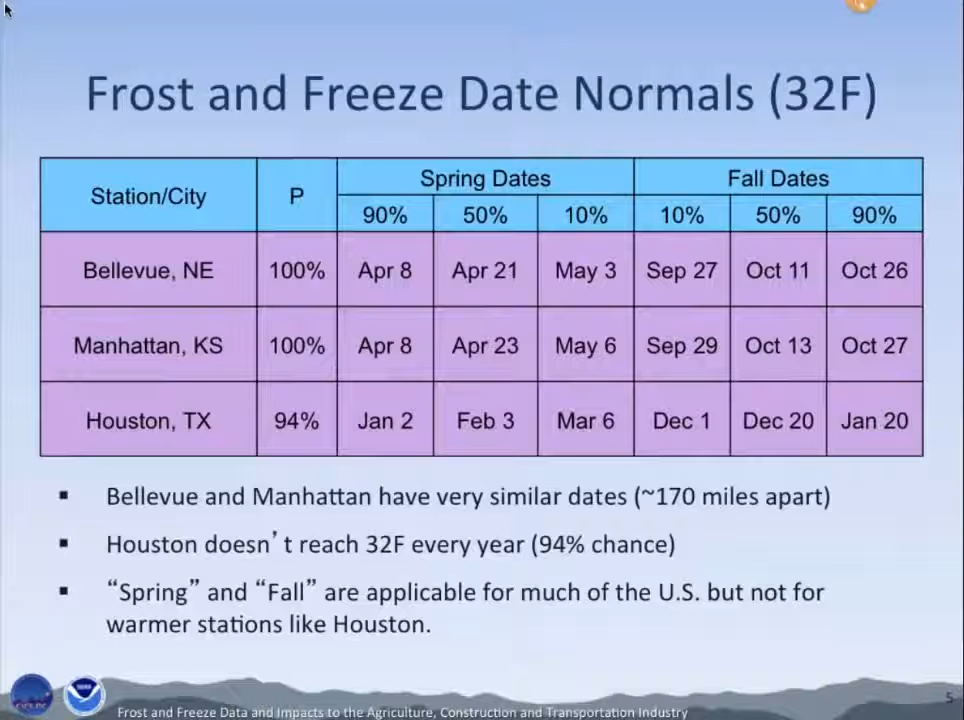 Frost and Freeze Date Normals (32F)
Station/City P Spring Dates Fall Dates
90% 50% 10% 10% 50% 90%
Bellevue, NE 100% Apr 8 Apr 21 May 3 Sep 27 Oct 11 Oct 26
Manhattan, KS 100% Apr 8 Apr 23 May 6 Sep 29 Oct 13 Oct 27
Houston, TX 94% Jan 2 Feb 3 Mar 6 Dec 1 Dec 20 Jan 20
▪ Bellevue and Manhattan have very similar dates (~170 miles apart)
▪ Houston doesn’t reach 32F every year (94% chance)
▪ “Spring” and “Fall” are applicable for much of the U.S. but not for
warmer stations like Houston.
Frost and Freeze Data and Impacts to the Agriculture, Construction and Transportation Industry
5